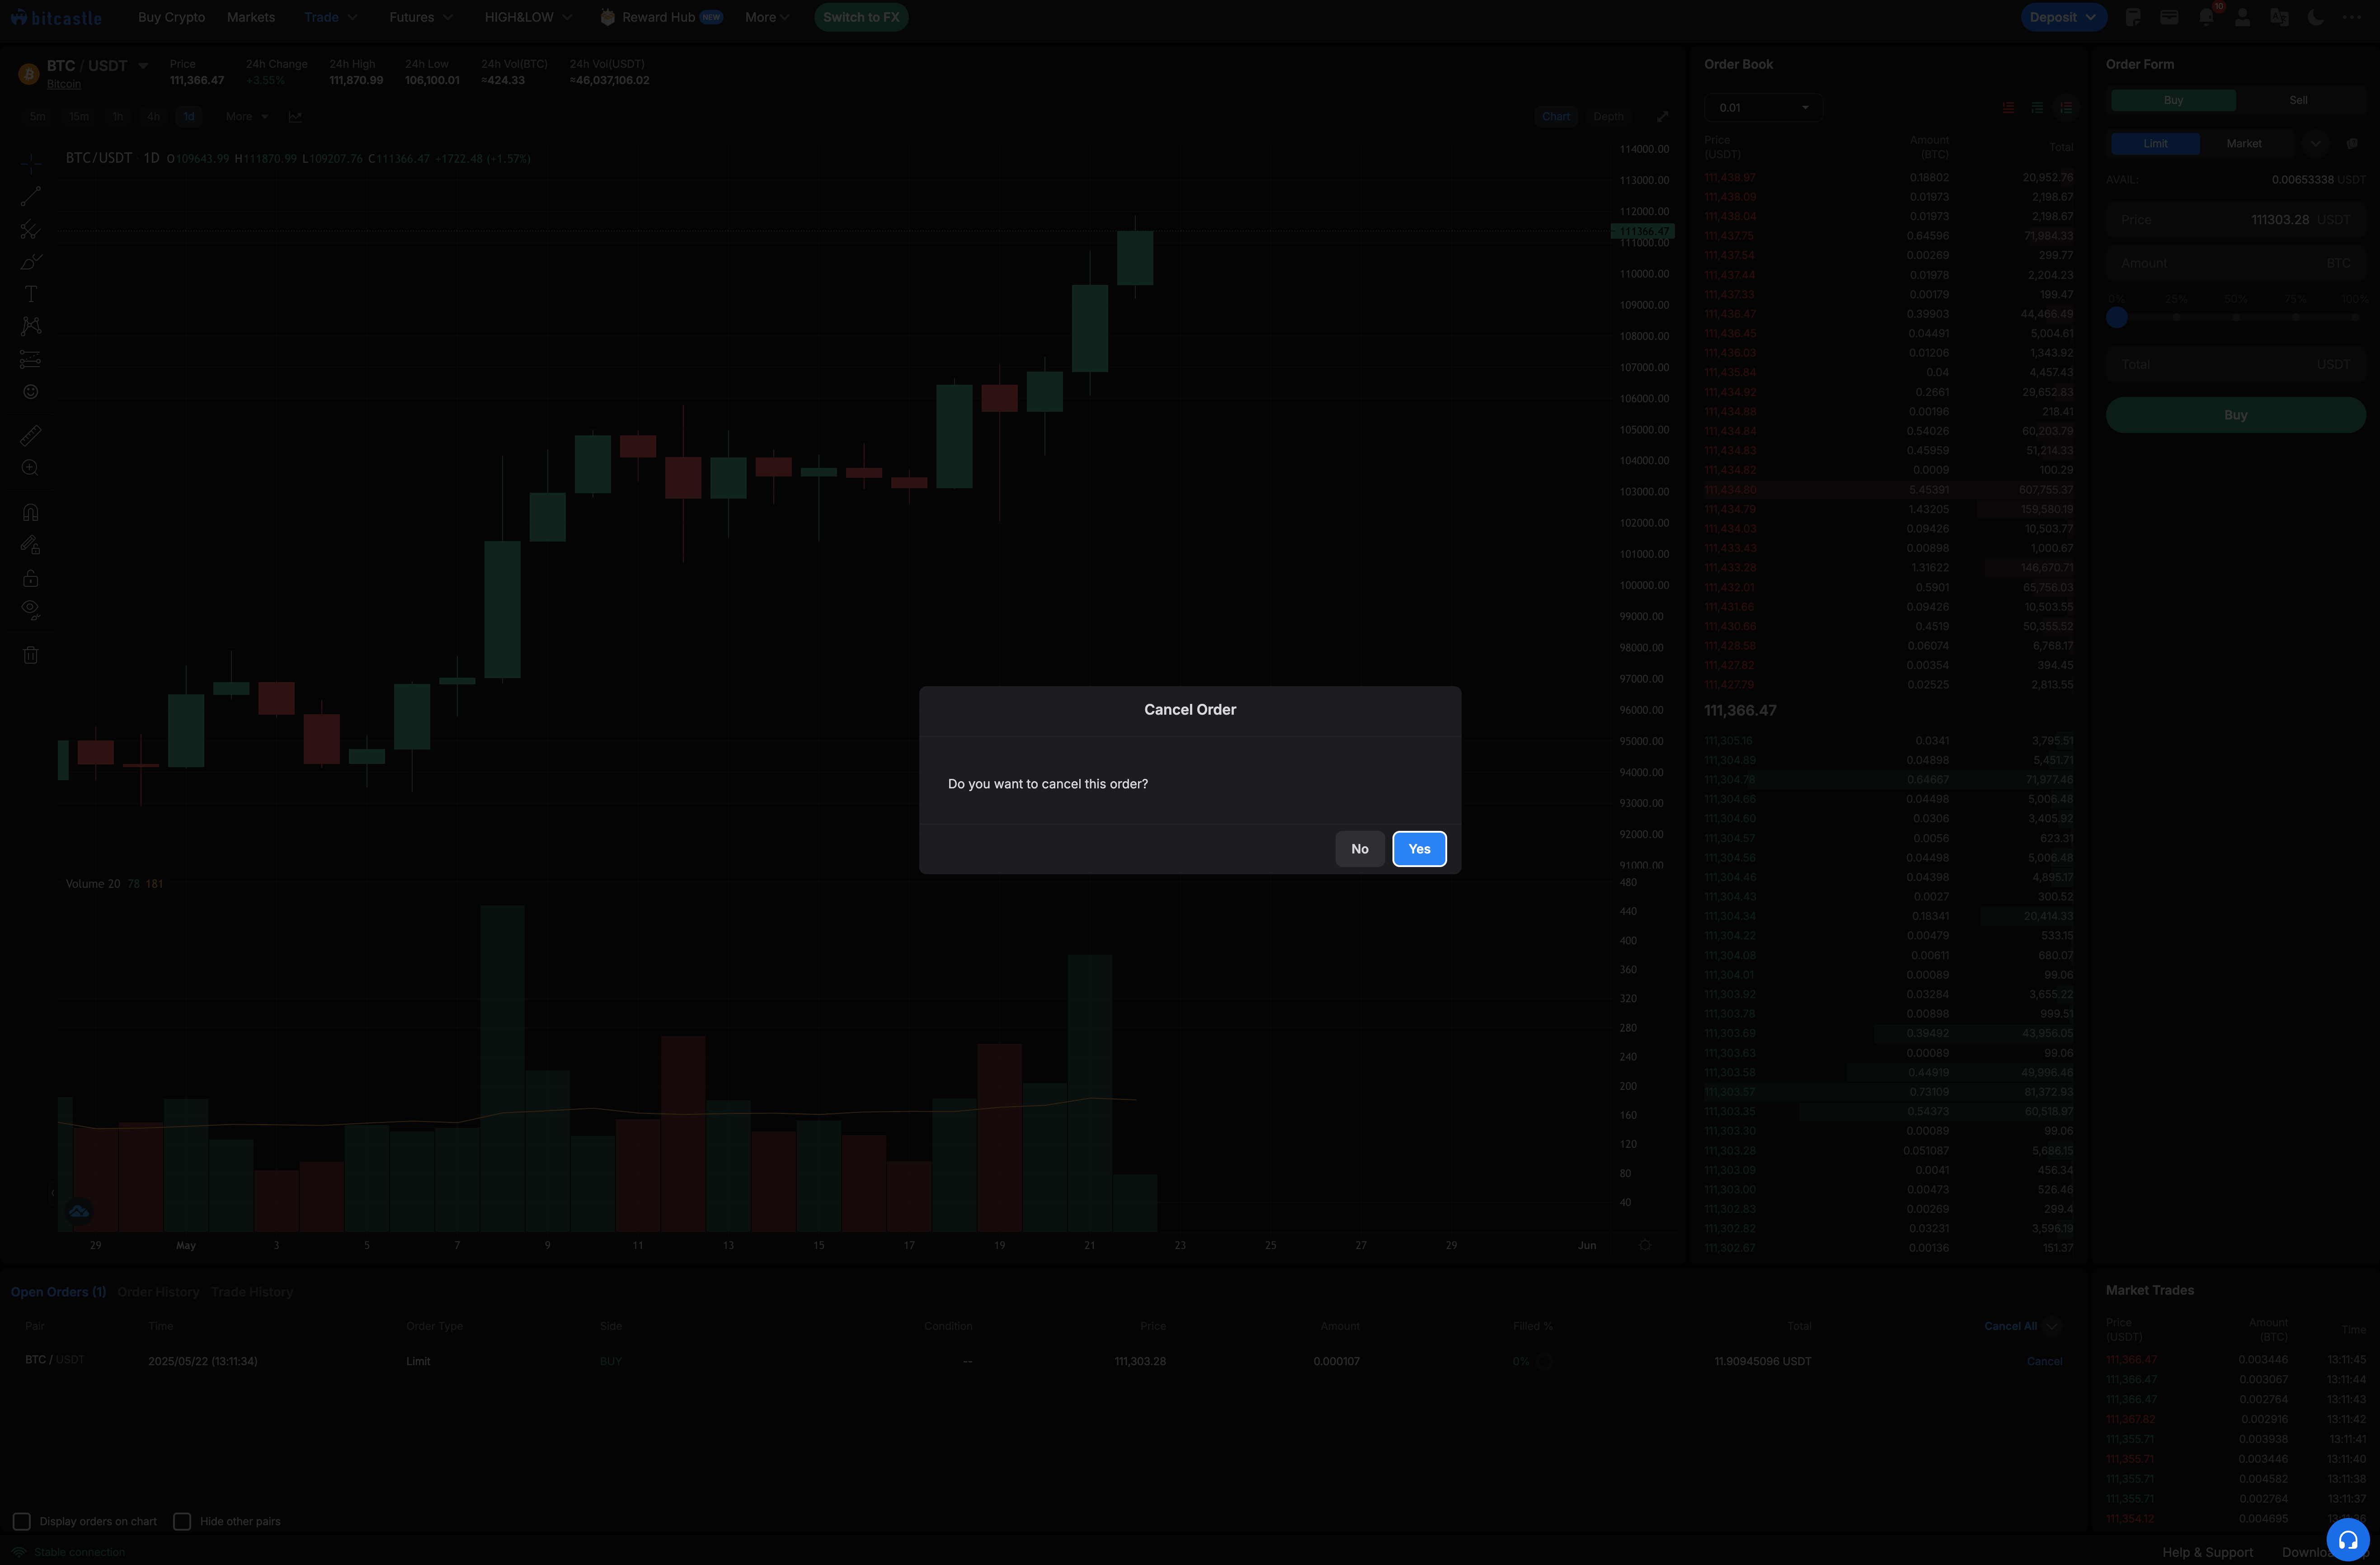 bitcastle Buy Crypto Markets Trade Futures HIGH&LOW Reward Hub NEW More Switch to FX Deposit 10
BTC / USDT
Bitcoin
Price 24h Change 24h High 24h Low 24h Vol(BTC) 24h Vol(USDT)
111,366.47 +3.55% 111,870.99 106,100.01 ≈424.33 ≈46,037,106.02
5m 15m 1h 4h 1d More Chart Depth
BTC/USDT 1D O109643.99 H111870.99 L109207.76 C111366.47 +1722.48 (+1.57%)
114000.00
113000.00
112000.00
111366.47
111000.00
110000.00
109000.00
108000.00
107000.00
106000.00
105000.00
104000.00
103000.00
102000.00
101000.00
100000.00
99000.00
98000.00
97000.00
96000.00
95000.00
94000.00
93000.00
92000.00
91000.00
Volume 20 78 181
480
440
400
360
320
280
240
200
160
120
80
40
29 May 3 5 7 9 11 13 15 17 19 21 23 25 27 29 Jun
Order Book
0.01
Price (USDT) Amount (BTC) Total
111,438.97 0.18802 20,952.76
111,438.09 0.01973 2,198.67
111,438.04 0.01973 2,198.67
111,437.75 0.64596 71,984.33
111,437.54 0.00269 299.77
111,437.44 0.01978 2,204.23
111,437.33 0.00179 199.47
111,436.47 0.39903 44,466.49
111,436.45 0.04491 5,004.61
111,436.03 0.01206 1,343.92
111,435.84 0.04 4,457.43
111,434.92 0.2661 29,652.83
111,434.88 0.00196 218.41
111,434.84 0.54026 60,203.79
111,434.83 0.45959 51,214.33
111,434.82 0.0009 100.29
111,434.80 5.45391 607,755.37
111,434.79 1.43205 159,580.19
111,434.03 0.09426 10,503.77
111,433.43 0.00898 1,000.67
111,433.28 1.31622 146,670.71
111,432.01 0.5901 65,756.03
111,431.66 0.09426 10,503.55
111,430.66 0.4519 50,355.52
111,428.58 0.06074 6,768.17
111,427.82 0.00354 394.45
111,427.79 0.02525 2,813.55
111,366.47
111,305.16 0.0341 3,795.51
111,304.89 0.04898 5,451.71
111,304.78 0.64667 71,977.46
111,304.66 0.04498 5,006.48
111,304.60 0.0306 3,405.92
111,304.57 0.0056 623.31
111,304.56 0.04498 5,006.48
111,304.46 0.04398 4,895.17
111,304.43 0.0027 300.52
111,304.34 0.18341 20,414.33
111,304.22 0.00479 533.15
111,304.08 0.00611 680.07
111,304.01 0.00089 99.06
111,303.92 0.03284 3,655.22
111,303.78 0.00898 999.51
111,303.69 0.39492 43,956.05
111,303.63 0.00089 99.06
111,303.58 0.44919 49,996.46
111,303.57 0.73109 81,372.93
111,303.35 0.54373 60,518.97
111,303.30 0.00089 99.06
111,303.28 0.051087 5,686.15
111,303.09 0.0041 456.34
111,303.00 0.00473 526.46
111,302.83 0.00269 299.4
111,302.82 0.03231 3,596.19
111,302.67 0.00136 151.37
Order Form
Buy Sell
Limit Market
AVAIL: 0.00653338 USDT
Price 111303.28 USDT
Amount BTC
0% 25% 50% 75% 100%
Total USDT
Buy
Cancel Order
Do you want to cancel this order?
No Yes
Open Orders (1) Order History Trade History
Pair Time Order Type Side Condition Price Amount Filled % Total Cancel All
BTC / USDT 2025/05/22 (13:11:34) Limit BUY — 111,303.28 0.000107 0% 11.90945096 USDT Cancel
Display orders on chart Hide other pairs
Stable connection
Market Trades
Price (USDT) Amount (BTC) Time
111,366.47 0.003446 13:11:45
111,366.47 0.003067 13:11:44
111,366.47 0.002764 13:11:43
111,367.82 0.002916 13:11:42
111,355.71 0.003938 13:11:41
111,355.71 0.003446 13:11:40
111,355.71 0.004582 13:11:38
111,355.71 0.002764 13:11:37
111,354.12 0.004695
Help & Support